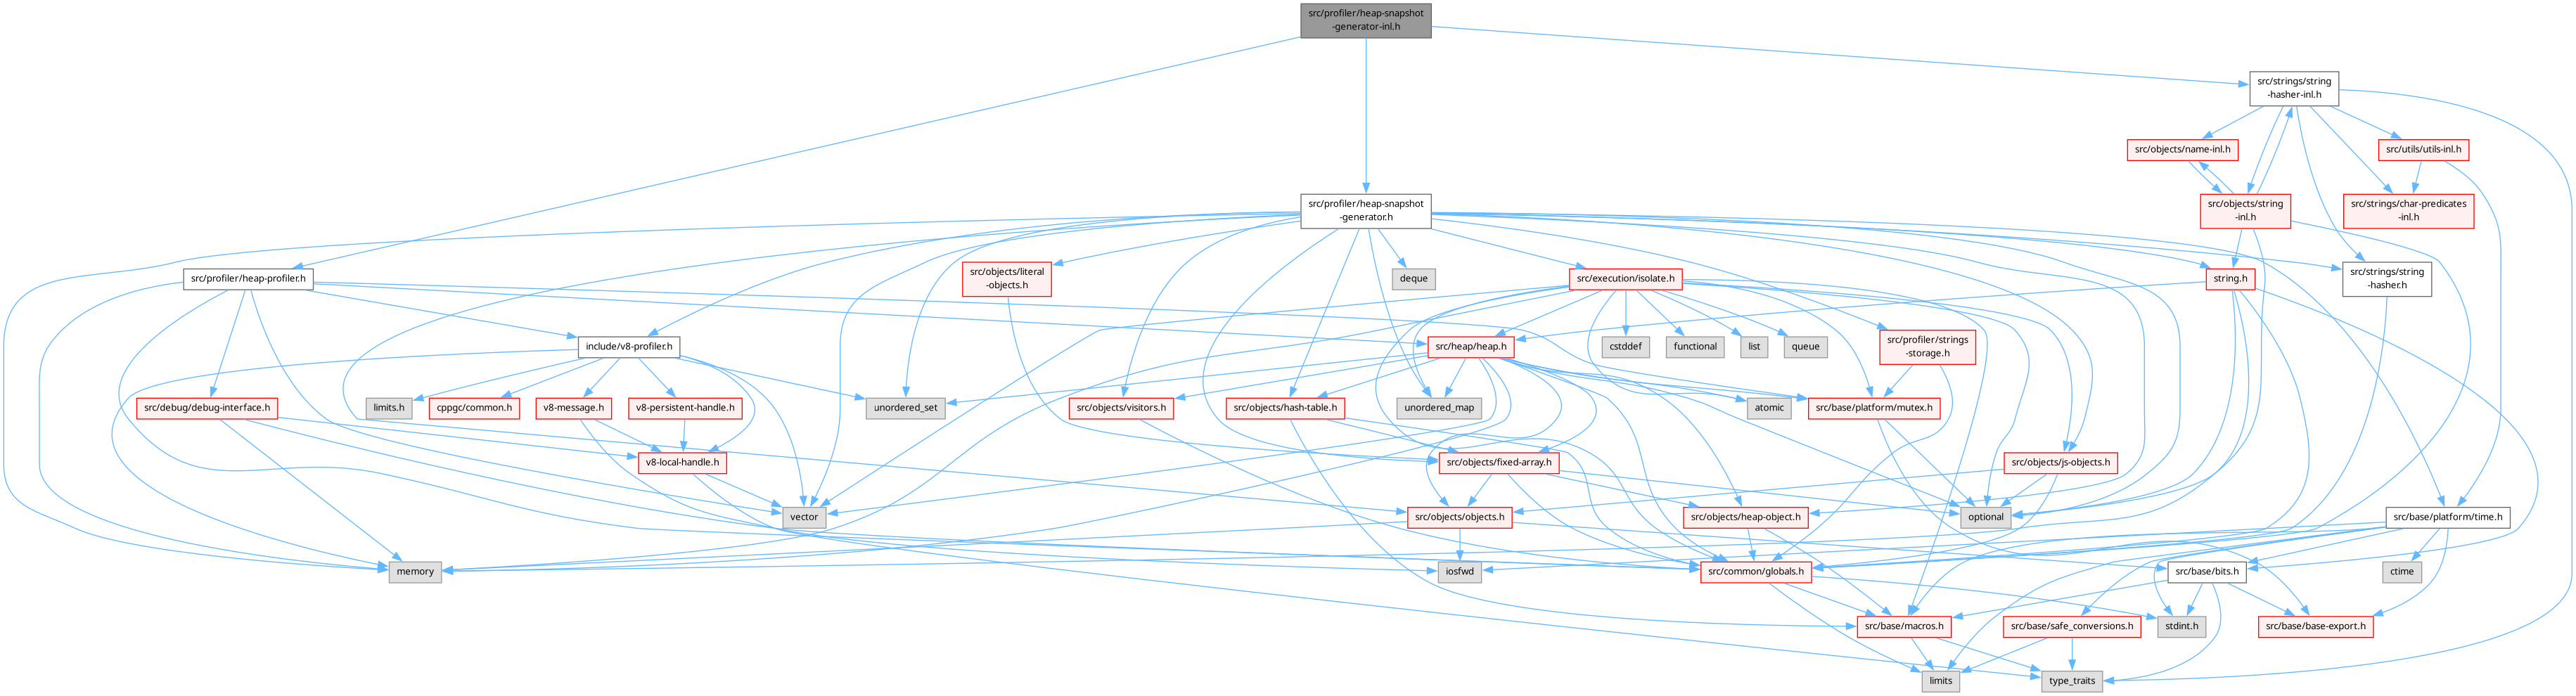 src/profiler/heap-snapshot
-generator-inl.h
src/strings/string
-hasher-inl.h
src/objects/name-inl.h
src/utils/utils-inl.h
src/profiler/heap-snapshot
-generator.h
src/objects/string
-inl.h
src/strings/char-predicates
-inl.h
src/profiler/heap-profiler.h
src/objects/literal
-objects.h
deque
src/execution/isolate.h
string.h
src/strings/string
-hasher.h
include/v8-profiler.h
src/heap/heap.h
cstddef
functional
list
queue
src/profiler/strings
-storage.h
src/debug/debug-interface.h
limits.h
cppgc/common.h
v8-message.h
v8-persistent-handle.h
unordered_set
src/objects/visitors.h
src/objects/hash-table.h
unordered_map
atomic
src/base/platform/mutex.h
v8-local-handle.h
src/objects/fixed-array.h
src/objects/js-objects.h
vector
src/objects/objects.h
src/objects/heap-object.h
optional
src/base/platform/time.h
memory
iosfwd
src/common/globals.h
src/base/bits.h
ctime
src/base/macros.h
src/base/safe_conversions.h
stdint.h
src/base/base-export.h
limits
type_traits